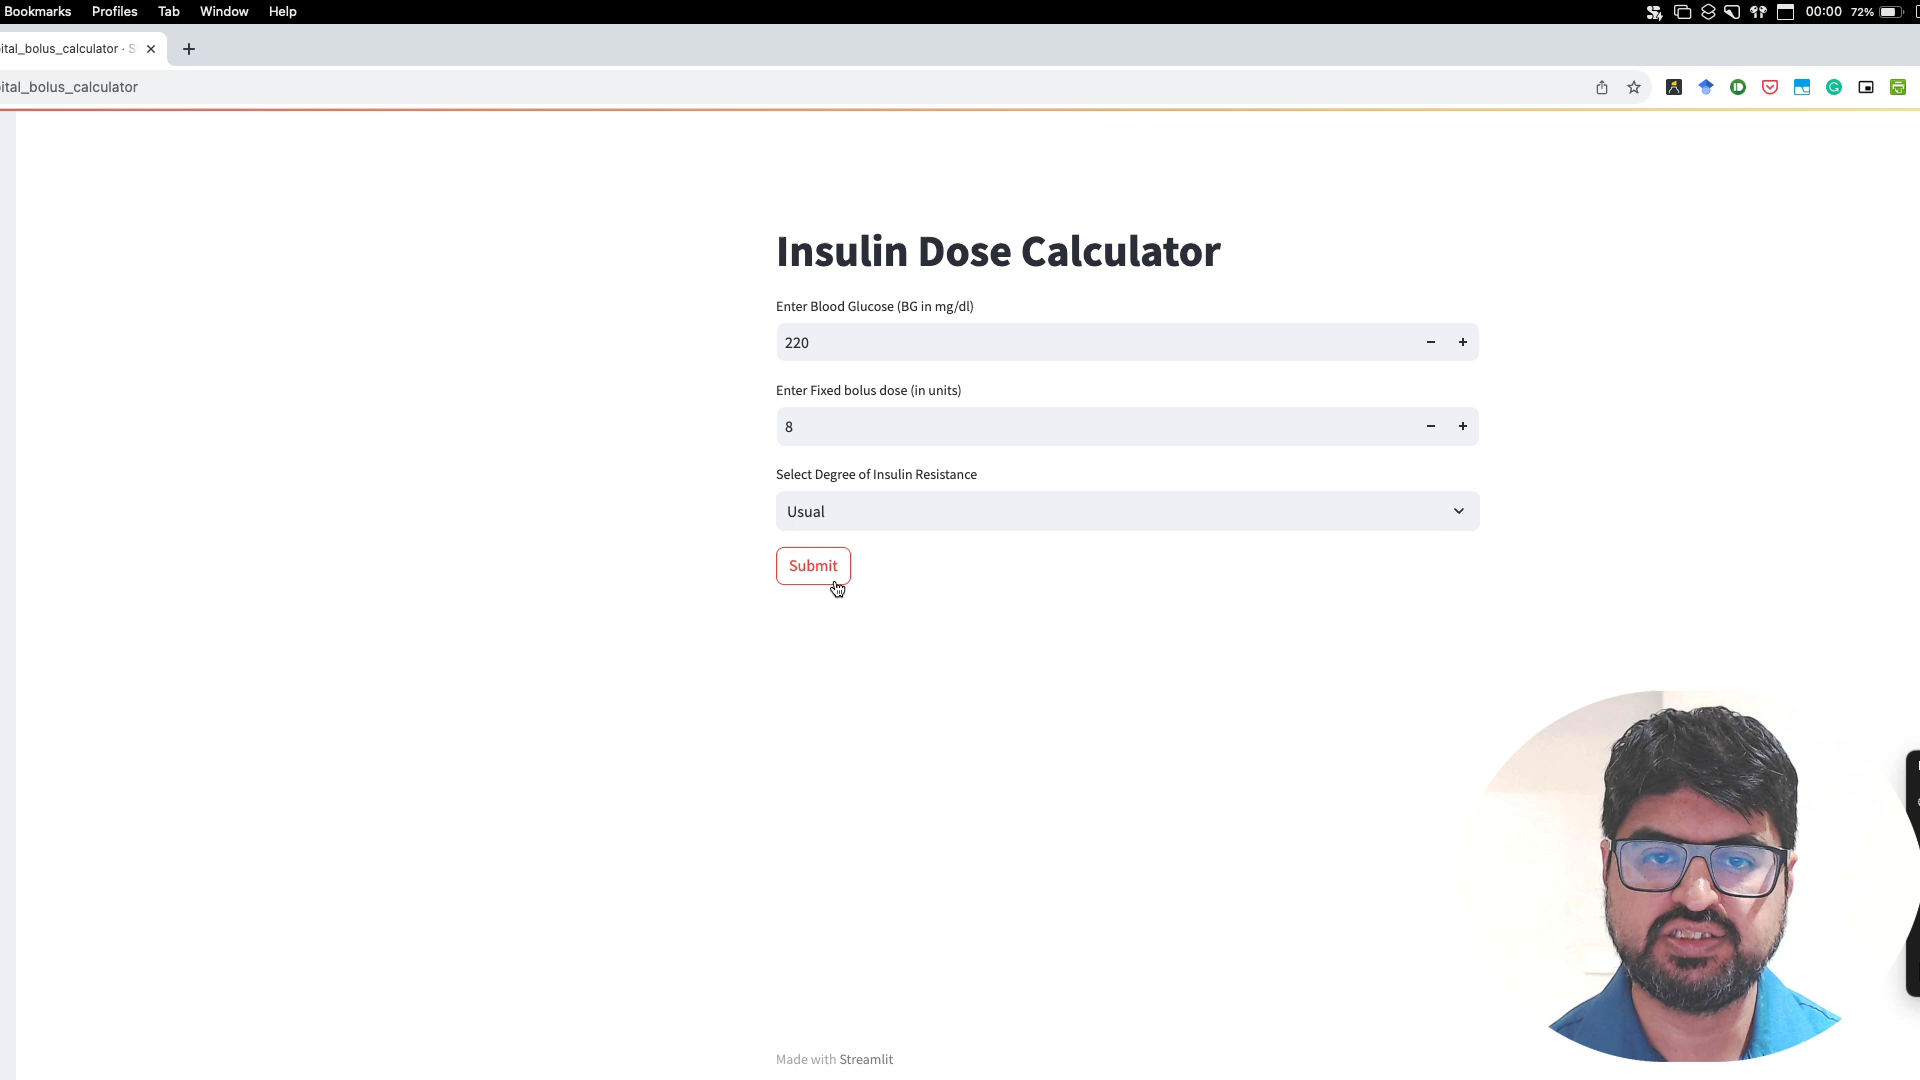 Bookmarks Profiles Tab Window Help 00:00 72%
ital_bolus_calculator · S
ital_bolus_calculator
Insulin Dose Calculator
Enter Blood Glucose (BG in mg/dl)
220
Enter Fixed bolus dose (in units)
8
Select Degree of Insulin Resistance
Usual
Submit
Made with Streamlit